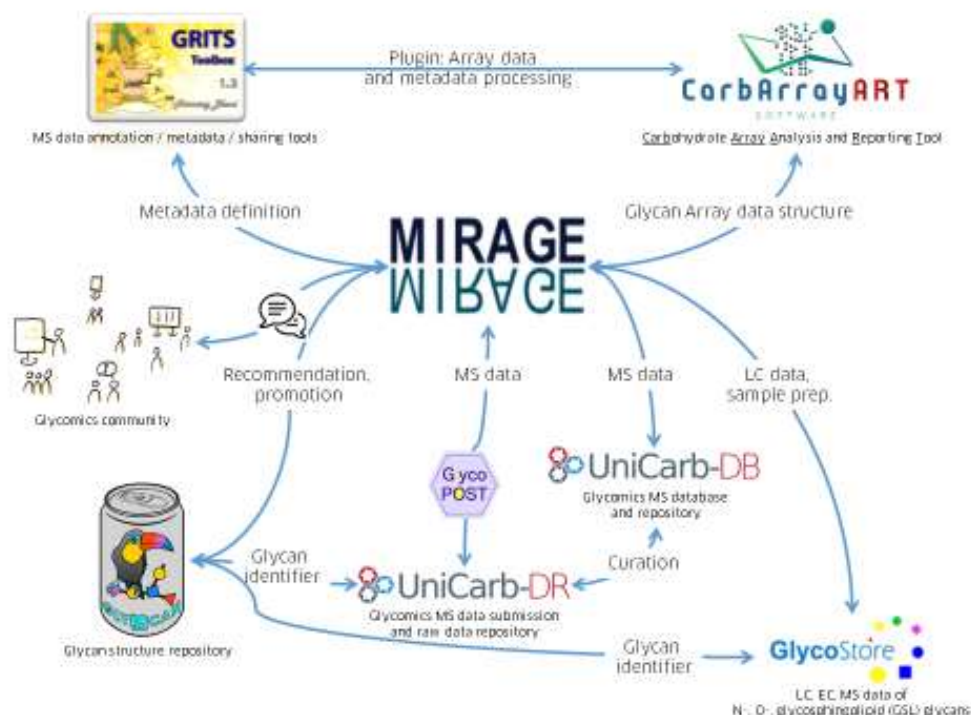 GRITS
Toolbox
1.3
MS data annotation / metadata / sharing tools
Plugin: Array data
and metadata processing
CarbArrayART
SOFTWARE
Carbohydrate Array Analysis and Reporting Tool
Metadata definition
Glycan Array data structure
MIRAGE
MIRAGE
Glycomics community
Recommendation,
promotion
MS data
MS data
LC data,
sample prep.
Glyco
POST
UniCarb-DB
Glycomics MS database
and repository
Glycan
identifier
Curation
UniCarb-DR
Glycomics MS data submission
and raw data repository
Glycan structure repository
Glycan
identifier
GlycoStore
LC, EC, MS data of
N-, O-, glycosphingolipid (GSL) glycans